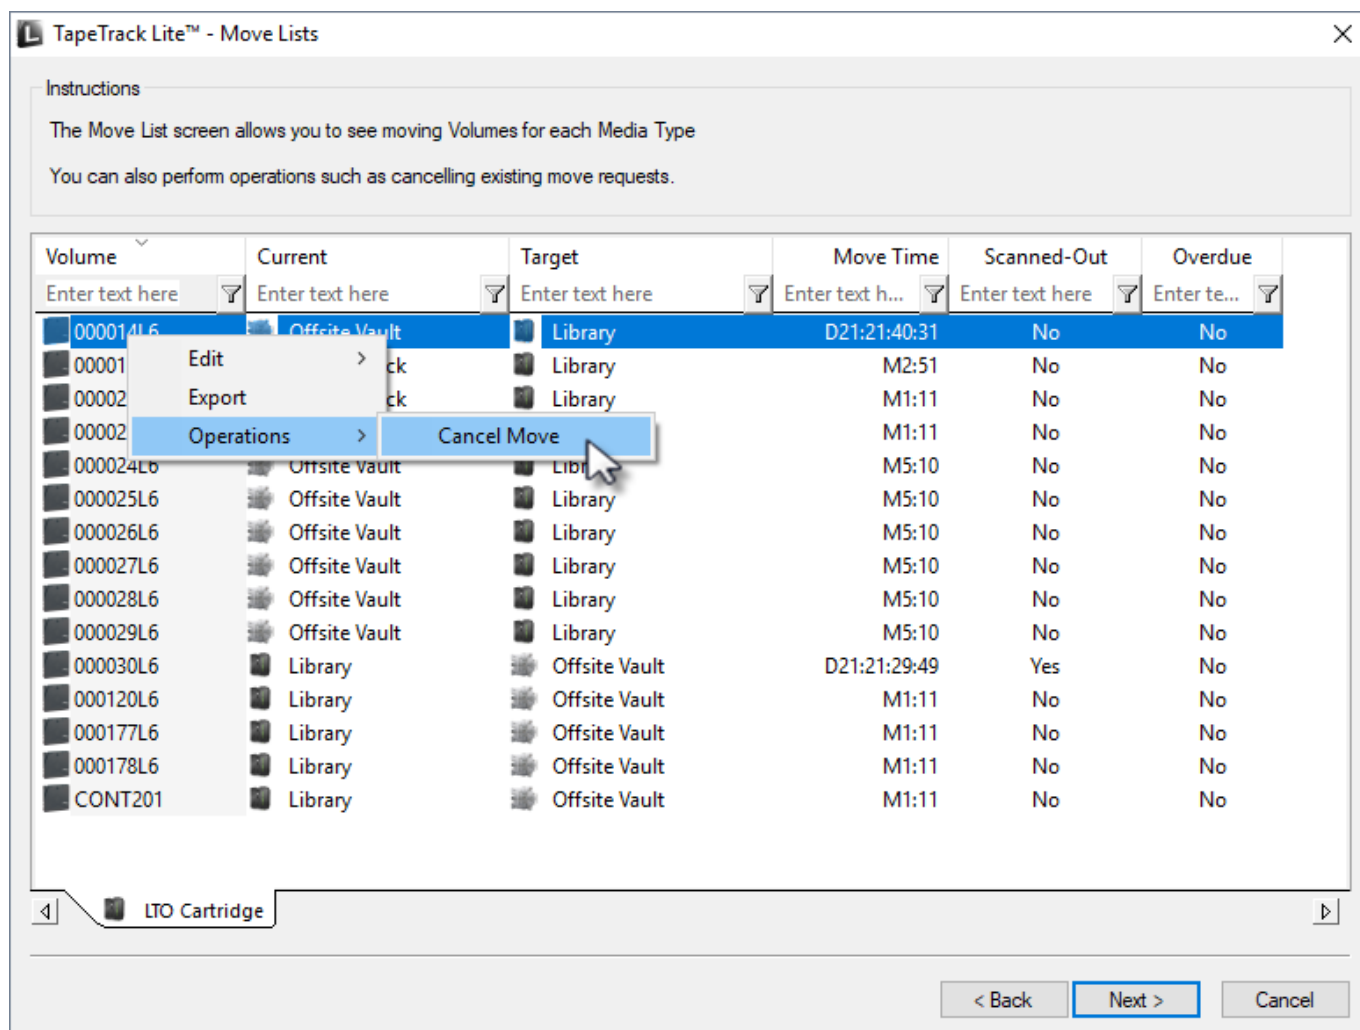 TapeTrack Lite™ - Move Lists
Instructions
The Move List screen allows you to see moving Volumes for each Media Type
You can also perform operations such as cancelling existing move requests.
Volume Current Target Move Time Scanned-Out Overdue
Enter text here Enter text here Enter text here Enter text h... Enter text here Enter te...
000014L6 Offsite Vault Library D21:21:40:31 No No
00001 ck Library M2:51 No No
00002 ck Library M1:11 No No
00002 M1:11 No No
Edit
Export
Operations Cancel Move
000024L6 Offsite Vault Library M5:10 No No
000025L6 Offsite Vault Library M5:10 No No
000026L6 Offsite Vault Library M5:10 No No
000027L6 Offsite Vault Library M5:10 No No
000028L6 Offsite Vault Library M5:10 No No
000029L6 Offsite Vault Library M5:10 No No
000030L6 Library Offsite Vault D21:21:29:49 Yes No
000120L6 Library Offsite Vault M1:11 No No
000177L6 Library Offsite Vault M1:11 No No
000178L6 Library Offsite Vault M1:11 No No
CONT201 Library Offsite Vault M1:11 No No
LTO Cartridge
< Back Next > Cancel